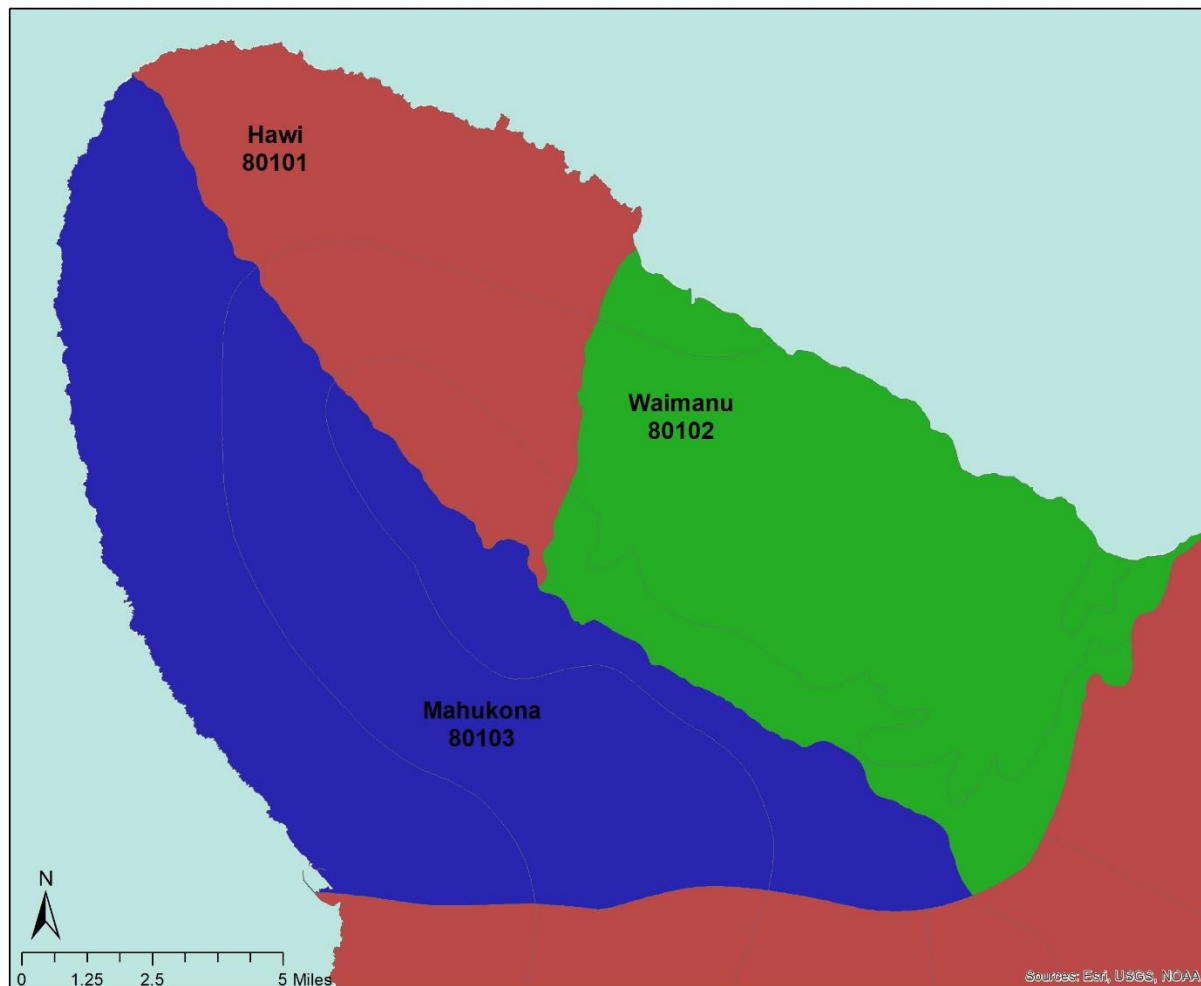 Hawi
80101
Waimanu
80102
Mahukona
80103
N
0 1.25 2.5 5 Miles
Sources: Esri, USGS, NOAA